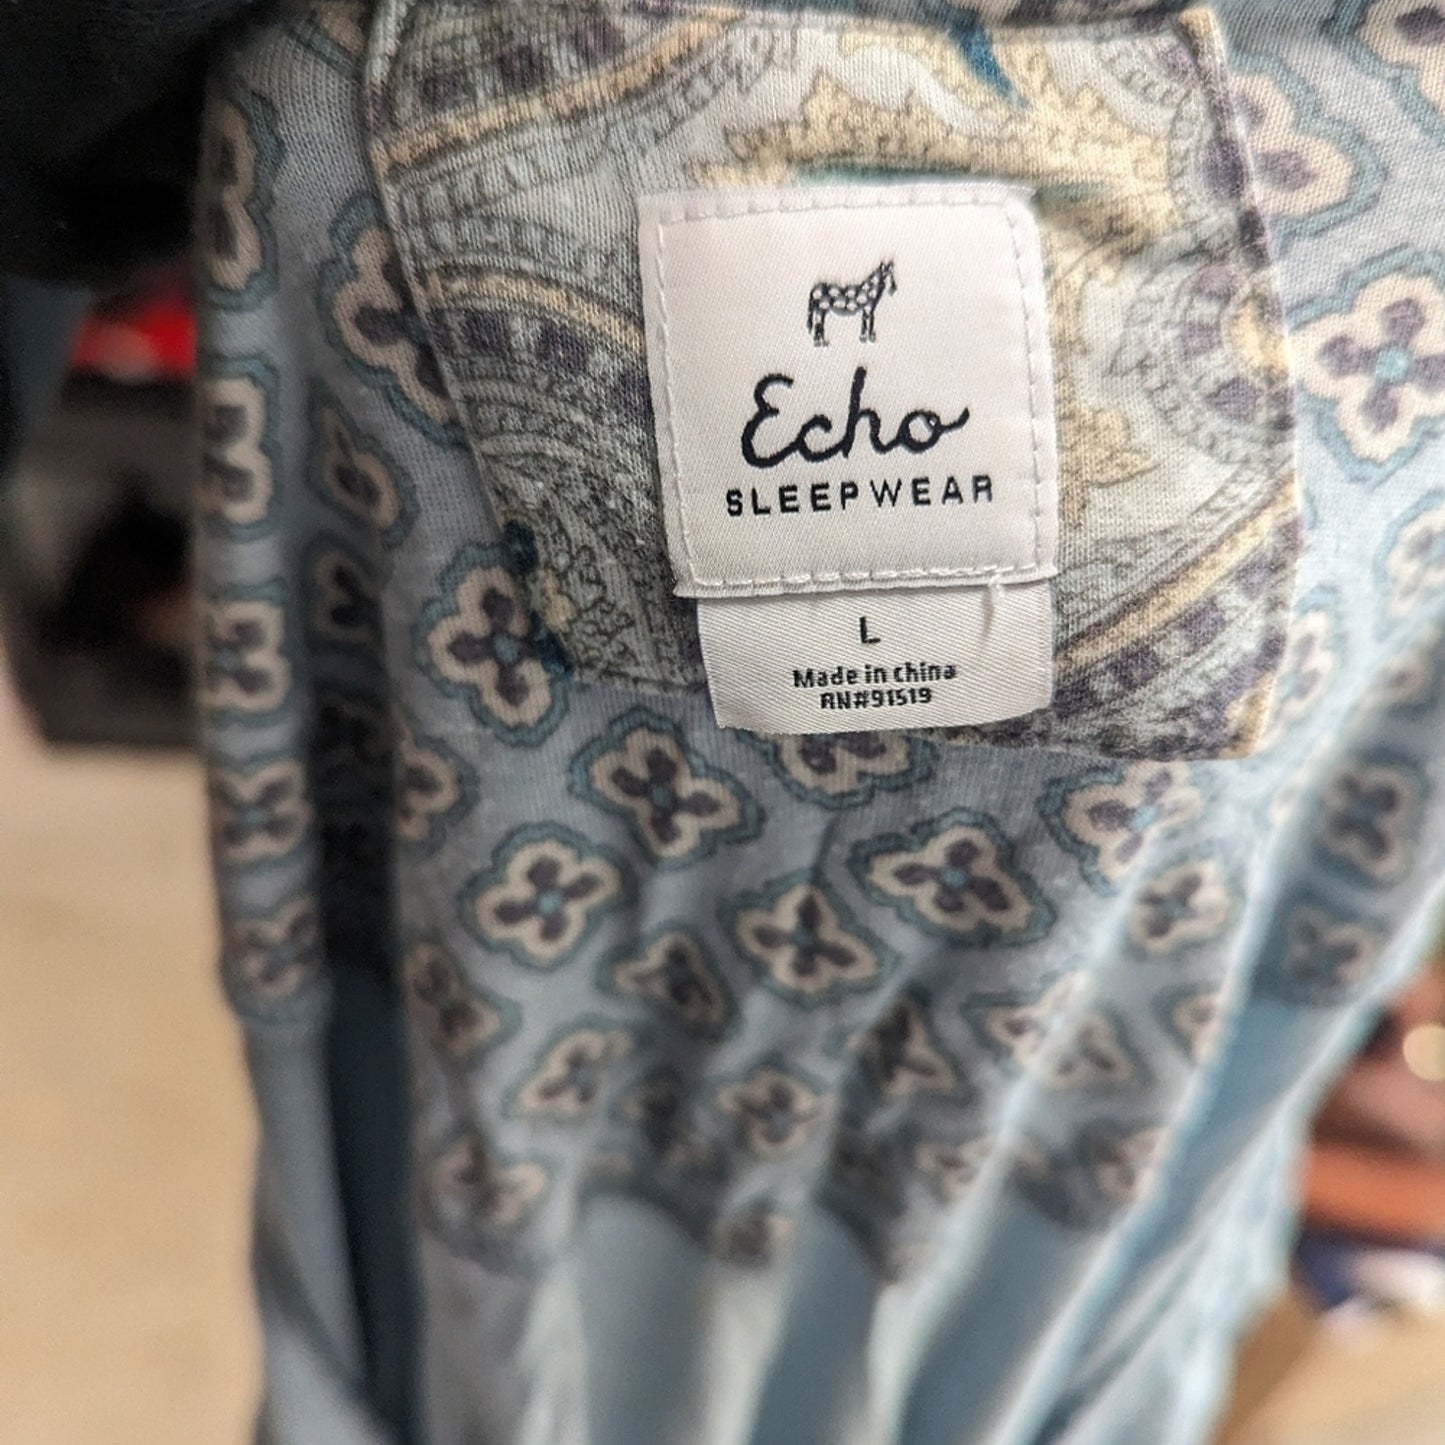 Echo
SLEEPWEAR
L
Made in China
RN#91519